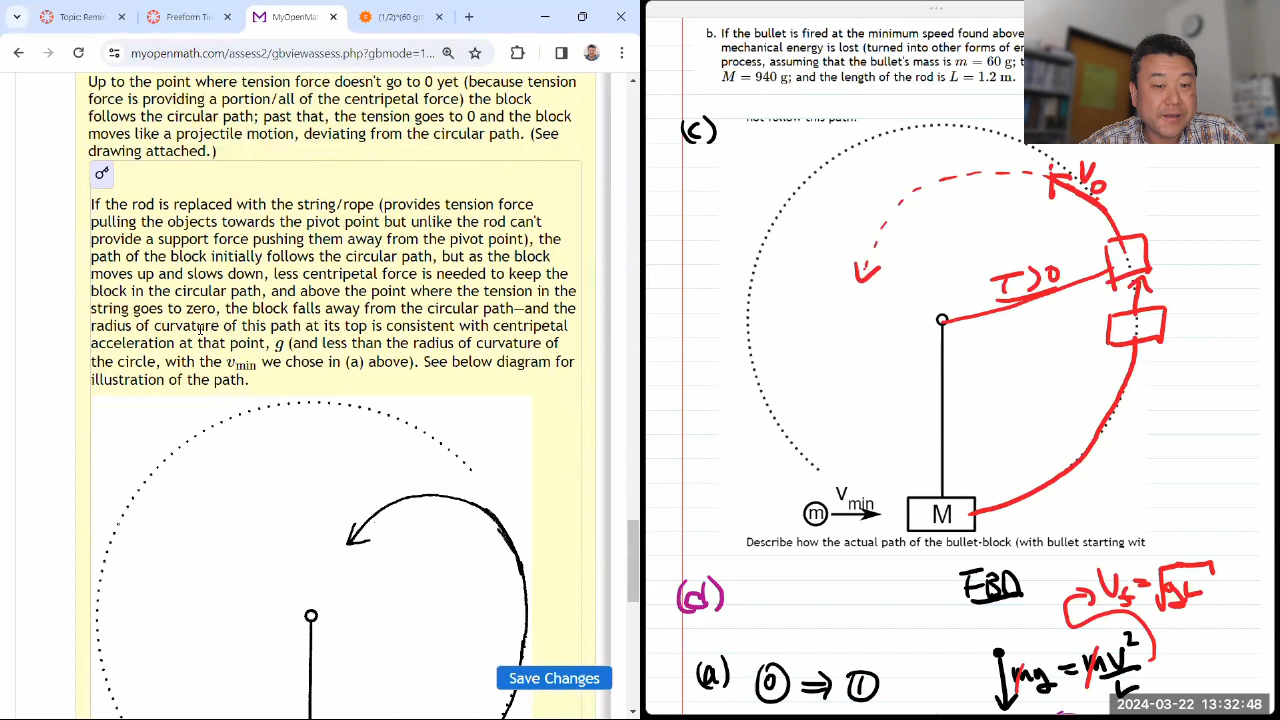 Training
Freeform Tin
MyOpenMath
(1/2)*(60 gr
myopenmath.com/assess2/gbviewassess.php?gbmode=1...
Up to the point where tension force doesn't go to 0 yet (because tension
force is providing a portion/all of the centripetal force) the block
follows the circular path; past that, the tension goes to 0 and the block
moves like a projectile motion, deviating from the circular path. (See
drawing attached.)
If the rod is replaced with the string/rope (provides tension force
pulling the objects towards the pivot point but unlike the rod can't
provide a support force pushing them away from the pivot point), the
path of the block initially follows the circular path, but as the block
moves up and slows down, less centripetal force is needed to keep the
block in the circular path, and above the point when the tension in the
string goes to zero, the block falls away from the circular path—and the
radius of curvature of this path at its top is consistent with centripetal
acceleration at that point, g (and less than the radius of curvature of
the circle, with the vmin we chose in (a) above). See below diagram for
illustration of the path.
Save Changes
b. If the bullet is fired at the minimum speed found above
mechanical energy is lost (turned into other forms of en
process, assuming that the bullet's mass is m = 60 g; t
M = 940 g; and the length of the rod is L = 1.2 m.
(c)
not follow this path.
V0
T>0
m
Vmin
M
Describe how the actual path of the bullet-block (with bullet starting wit
(d)
FBD
Vf = √gL
(a) ⓪ ⇒ ①
mg = mv²/L
2024-03-22 13:32:48